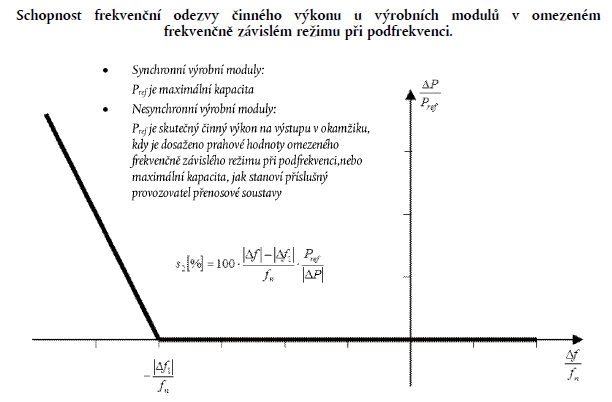 Schopnost frekvenční odezvy činného výkonu u výrobních modulů v omezeném
frekvenčně závislém režimu při podfrekvenci.
• Synchronní výrobní moduly:
Pref je maximální kapacita
• Nesynchronní výrobní moduly:
Pref je skutečný činný výkon na výstupu v okamžiku,
kdy je dosaženo prahové hodnoty omezeného
frekvenčně závislého režimu při podfrekvenci,nebo
maximální kapacita, jak stanoví příslušný
provozovatel přenosové soustavy
ΔP
Pref
s2[%] = 100 · (|Δf| − |Δf1|) / fn · Pref / |ΔP|
− |Δf1| / fn
Δf
fn